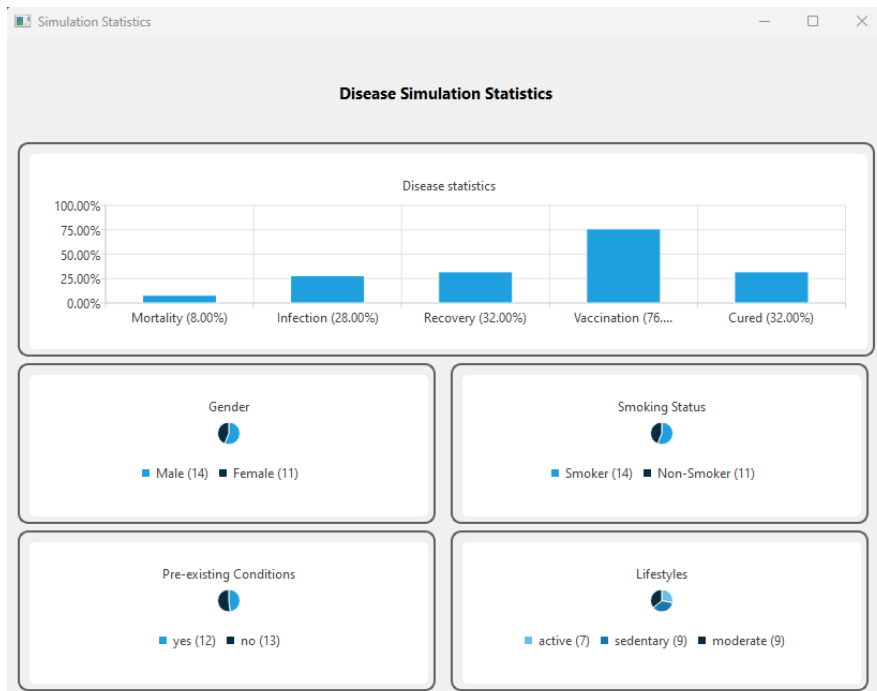 Simulation Statistics
Disease Simulation Statistics
Disease statistics
100.00%
75.00%
50.00%
25.00%
0.00%
Mortality (8.00%) Infection (28.00%) Recovery (32.00%) Vaccination (76.... Cured (32.00%)
Gender
Male (14) Female (11)
Smoking Status
Smoker (14) Non-Smoker (11)
Pre-existing Conditions
yes (12) no (13)
Lifestyles
active (7) sedentary (9) moderate (9)